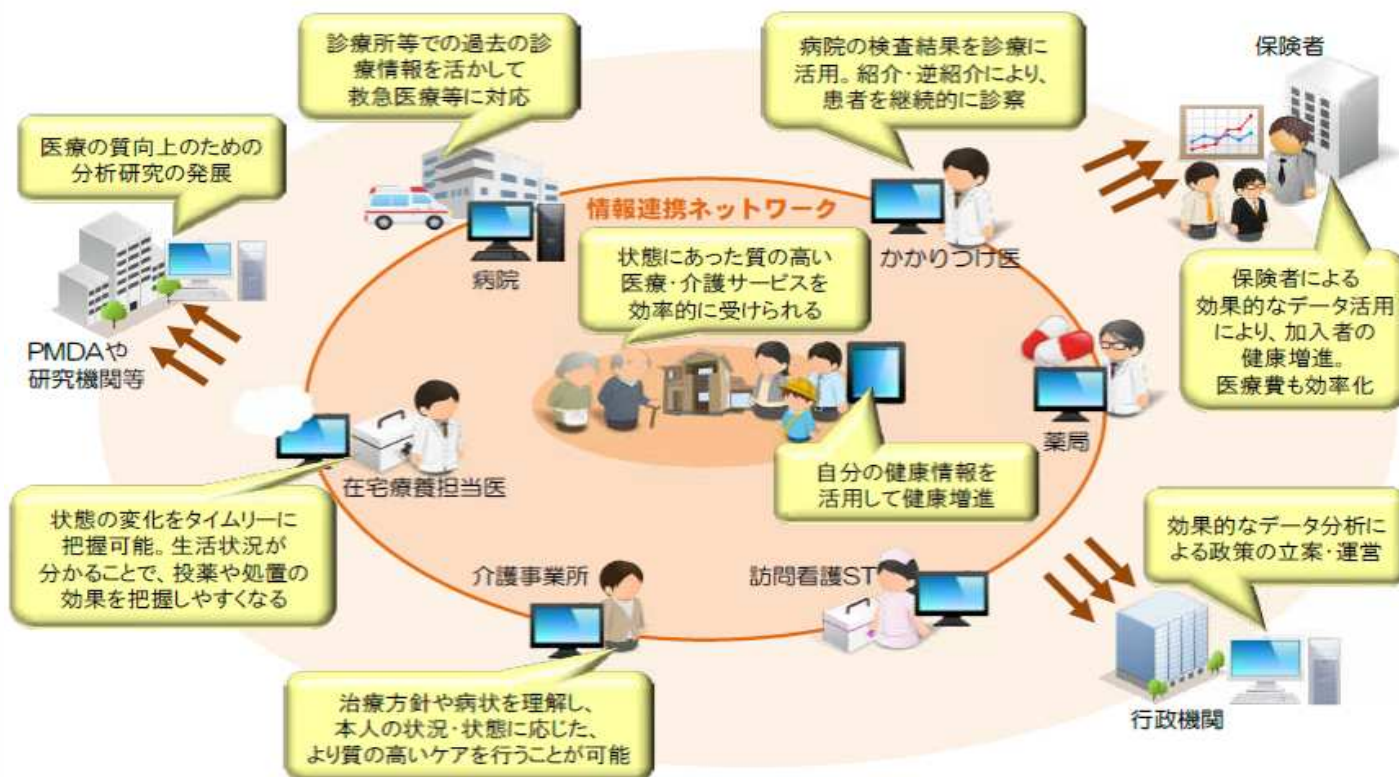 診療所等での過去の診
療情報を活かして
救急医療等に対応
病院の検査結果を診療に
活用。紹介・逆紹介により、
患者を継続的に診察
保険者
医療の質向上のための
分析研究の発展
情報連携ネットワーク
病院
かかりつけ医
状態にあった質の高い
医療・介護サービスを
効率的に受けられる
保険者による
効果的なデータ活用
により、加入者の
健康増進。
医療費も効率化
PMDAや
研究機関等
薬局
在宅療養担当医
自分の健康情報を
活用して健康増進
状態の変化をタイムリーに
把握可能。生活状況が
分かることで、投薬や処置の
効果を把握しやすくなる
効果的なデータ分析に
よる政策の立案・運営
介護事業所
訪問看護ST
治療方針や病状を理解し、
本人の状況・状態に応じた、
より質の高いケアを行うことが可能
行政機関